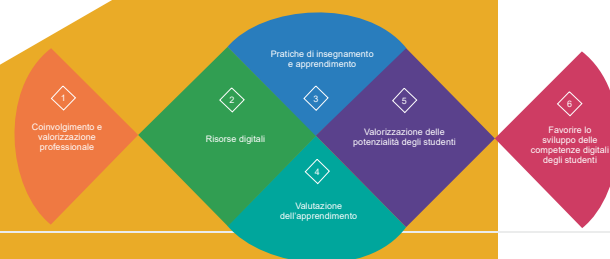 1
Coinvolgimento e
valorizzazione
professionale
2
Risorse digitali
Pratiche di insegnamento
e apprendimento
3
4
Valutazione
dell'apprendimento
5
Valorizzazione delle
potenzialità degli studenti
6
Favorire lo
sviluppo delle
competenze digitali
degli studenti